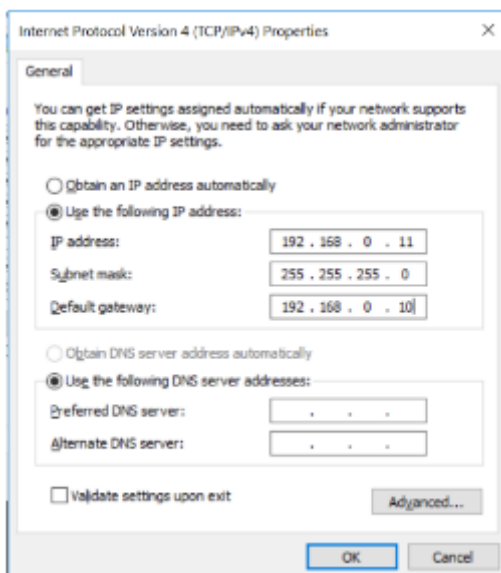 Internet Protocol Version 4 (TCP/IPv4) Properties
General
You can get IP settings assigned automatically if your network supports
this capability. Otherwise, you need to ask your network administrator
for the appropriate IP settings.
Obtain an IP address automatically
Use the following IP address:
IP address: 192 . 168 . 0 . 11
Subnet mask: 255 . 255 . 255 . 0
Default gateway: 192 . 168 . 0 . 10
Obtain DNS server address automatically
Use the following DNS server addresses:
Preferred DNS server: . . .
Alternate DNS server: . . .
Validate settings upon exit
Advanced...
OK Cancel